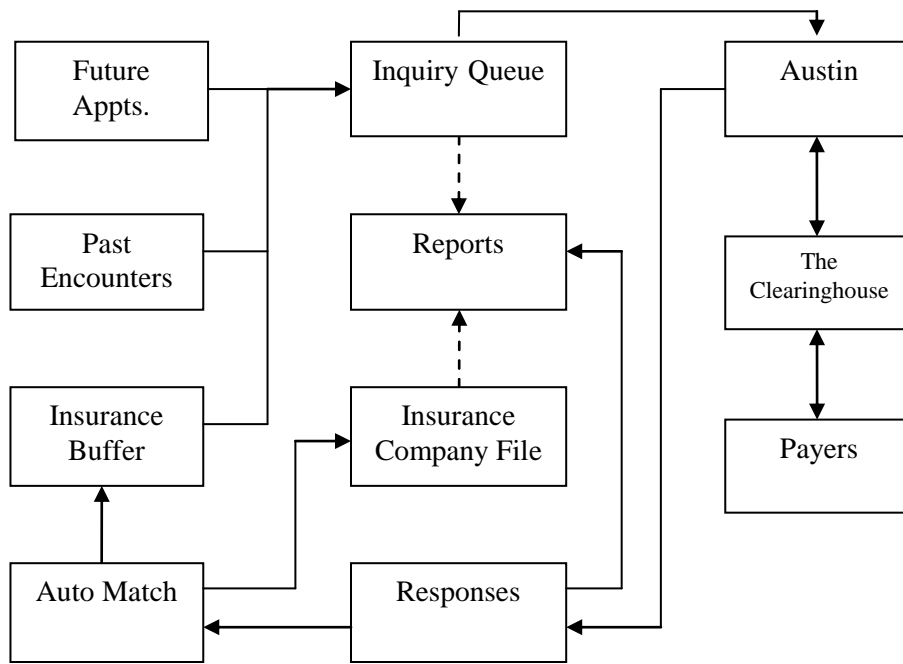 Future
Appts.
Inquiry Queue
Austin
Past
Encounters
Reports
The
Clearinghouse
Insurance
Buffer
Insurance
Company File
Payers
Auto Match
Responses